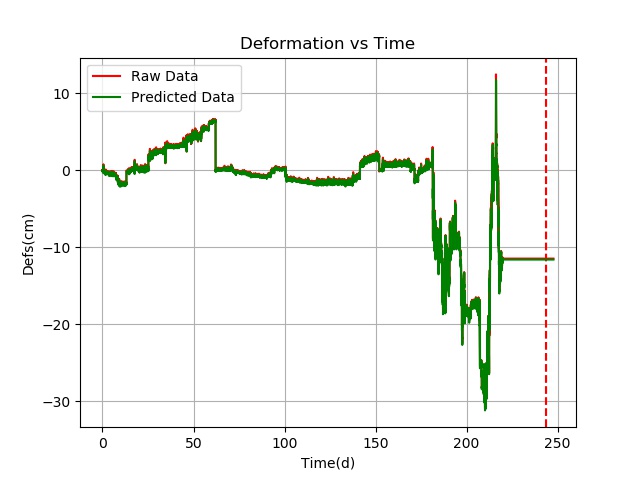 Deformation vs Time
Raw Data
Predicted Data
10
0
−10
−20
−30
Defs(cm)
0 50 100 150 200 250
Time(d)